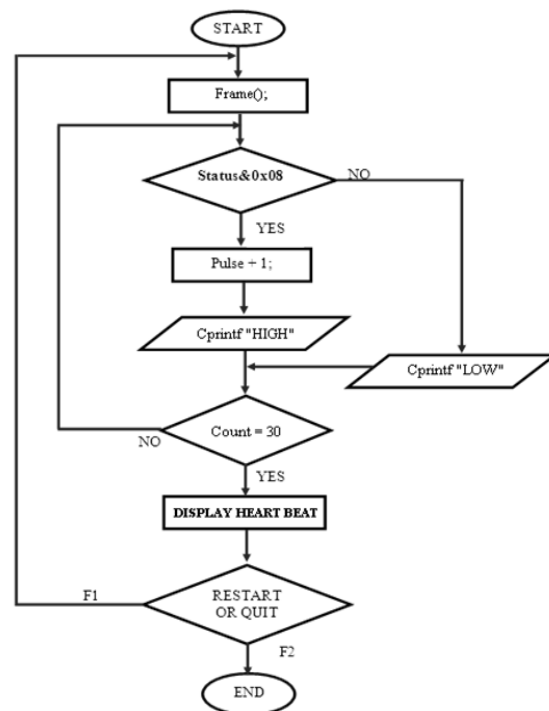 START
Frame();
Status&0x08
NO
YES
Pulse + 1;
Cprintf "HIGH"
Cprintf "LOW"
Count = 30
NO
YES
DISPLAY HEART BEAT
F1
RESTART
OR QUIT
F2
END